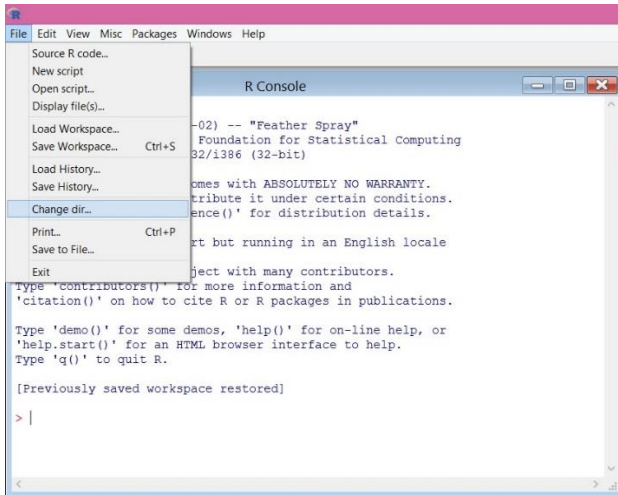 File Edit View Misc Packages Windows Help
Source R code...
New script
Open script...
Display file(s)...
Load Workspace...
Save Workspace... Ctrl+S
Load History...
Save History...
Change dir...
Print... Ctrl+P
Save to File...
Exit
R Console
-02) -- "Feather Spray"
Foundation for Statistical Computing
32/i386 (32-bit)
omes with ABSOLUTELY NO WARRANTY.
tribute it under certain conditions.
ence()' for distribution details.
rt but running in an English locale
ject with many contributors.
Type 'contributors()' for more information and
'citation()' on how to cite R or R packages in publications.
Type 'demo()' for some demos, 'help()' for on-line help, or
'help.start()' for an HTML browser interface to help.
Type 'q()' to quit R.
[Previously saved workspace restored]
>